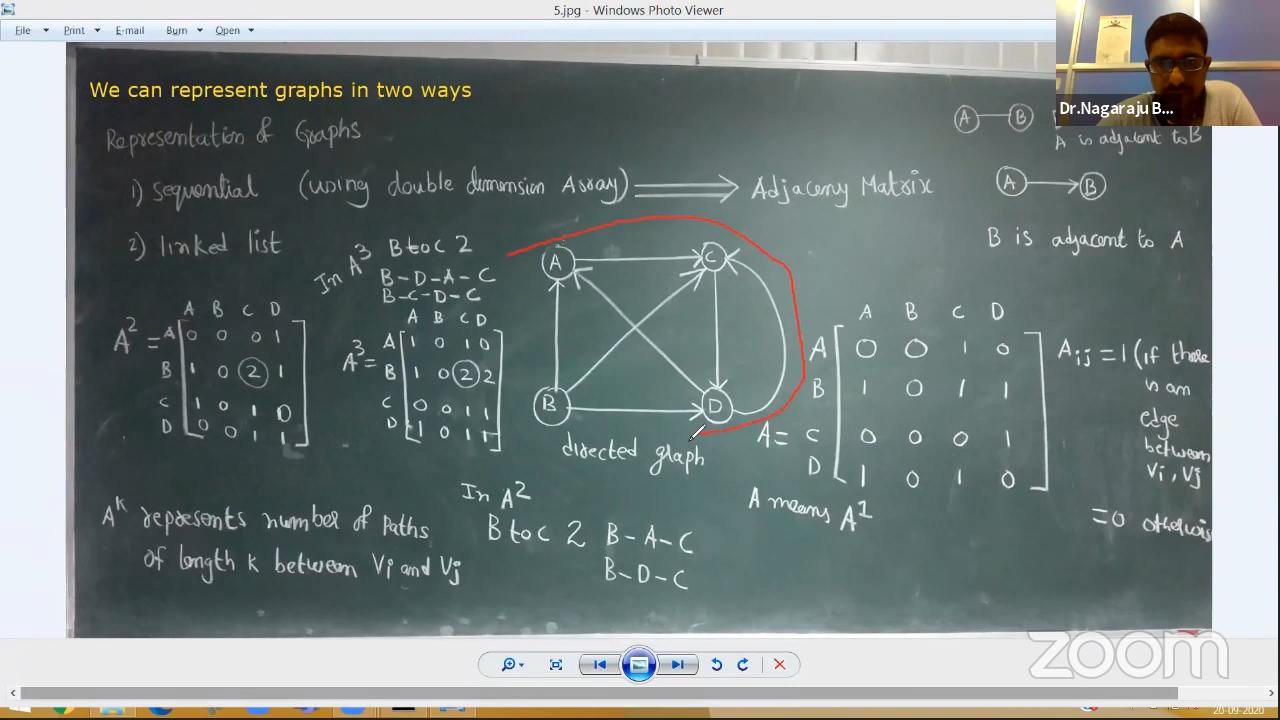 5.jpg - Windows Photo Viewer
File Print E-mail Burn Open
Dr.Nagaraju B...
We can represent graphs in two ways
Representation of Graphs
A B
A is adjacent to B
1) sequential (using double dimension Array) Adjaceny Matrix
A B
2) linked list
B is adjacent to A
In A³ B to C 2
B-D-A-C
B-C-D-C
A C
B D
directed graph
A B C D
A² = A 0 0 0 1
B 1 0 2 1
C 1 0 1 0
D 0 0 1 1
A B C D
A³ = A 1 0 1 0
B 1 0 2 2
C 0 0 1 1
D 1 0 1 1
A B C D
A 0 0 1 0
B 1 0 1 1
A = C 0 0 0 1
D 1 0 1 0
Aij = 1 (if there
is an
edge
between
Vi, Vj
= 0 otherwis
A means A¹
Aᵏ represents number of paths
of length k between Vi and Vj
In A²
B to C 2 B-A-C
B-D-C
zoom
20-09-2020